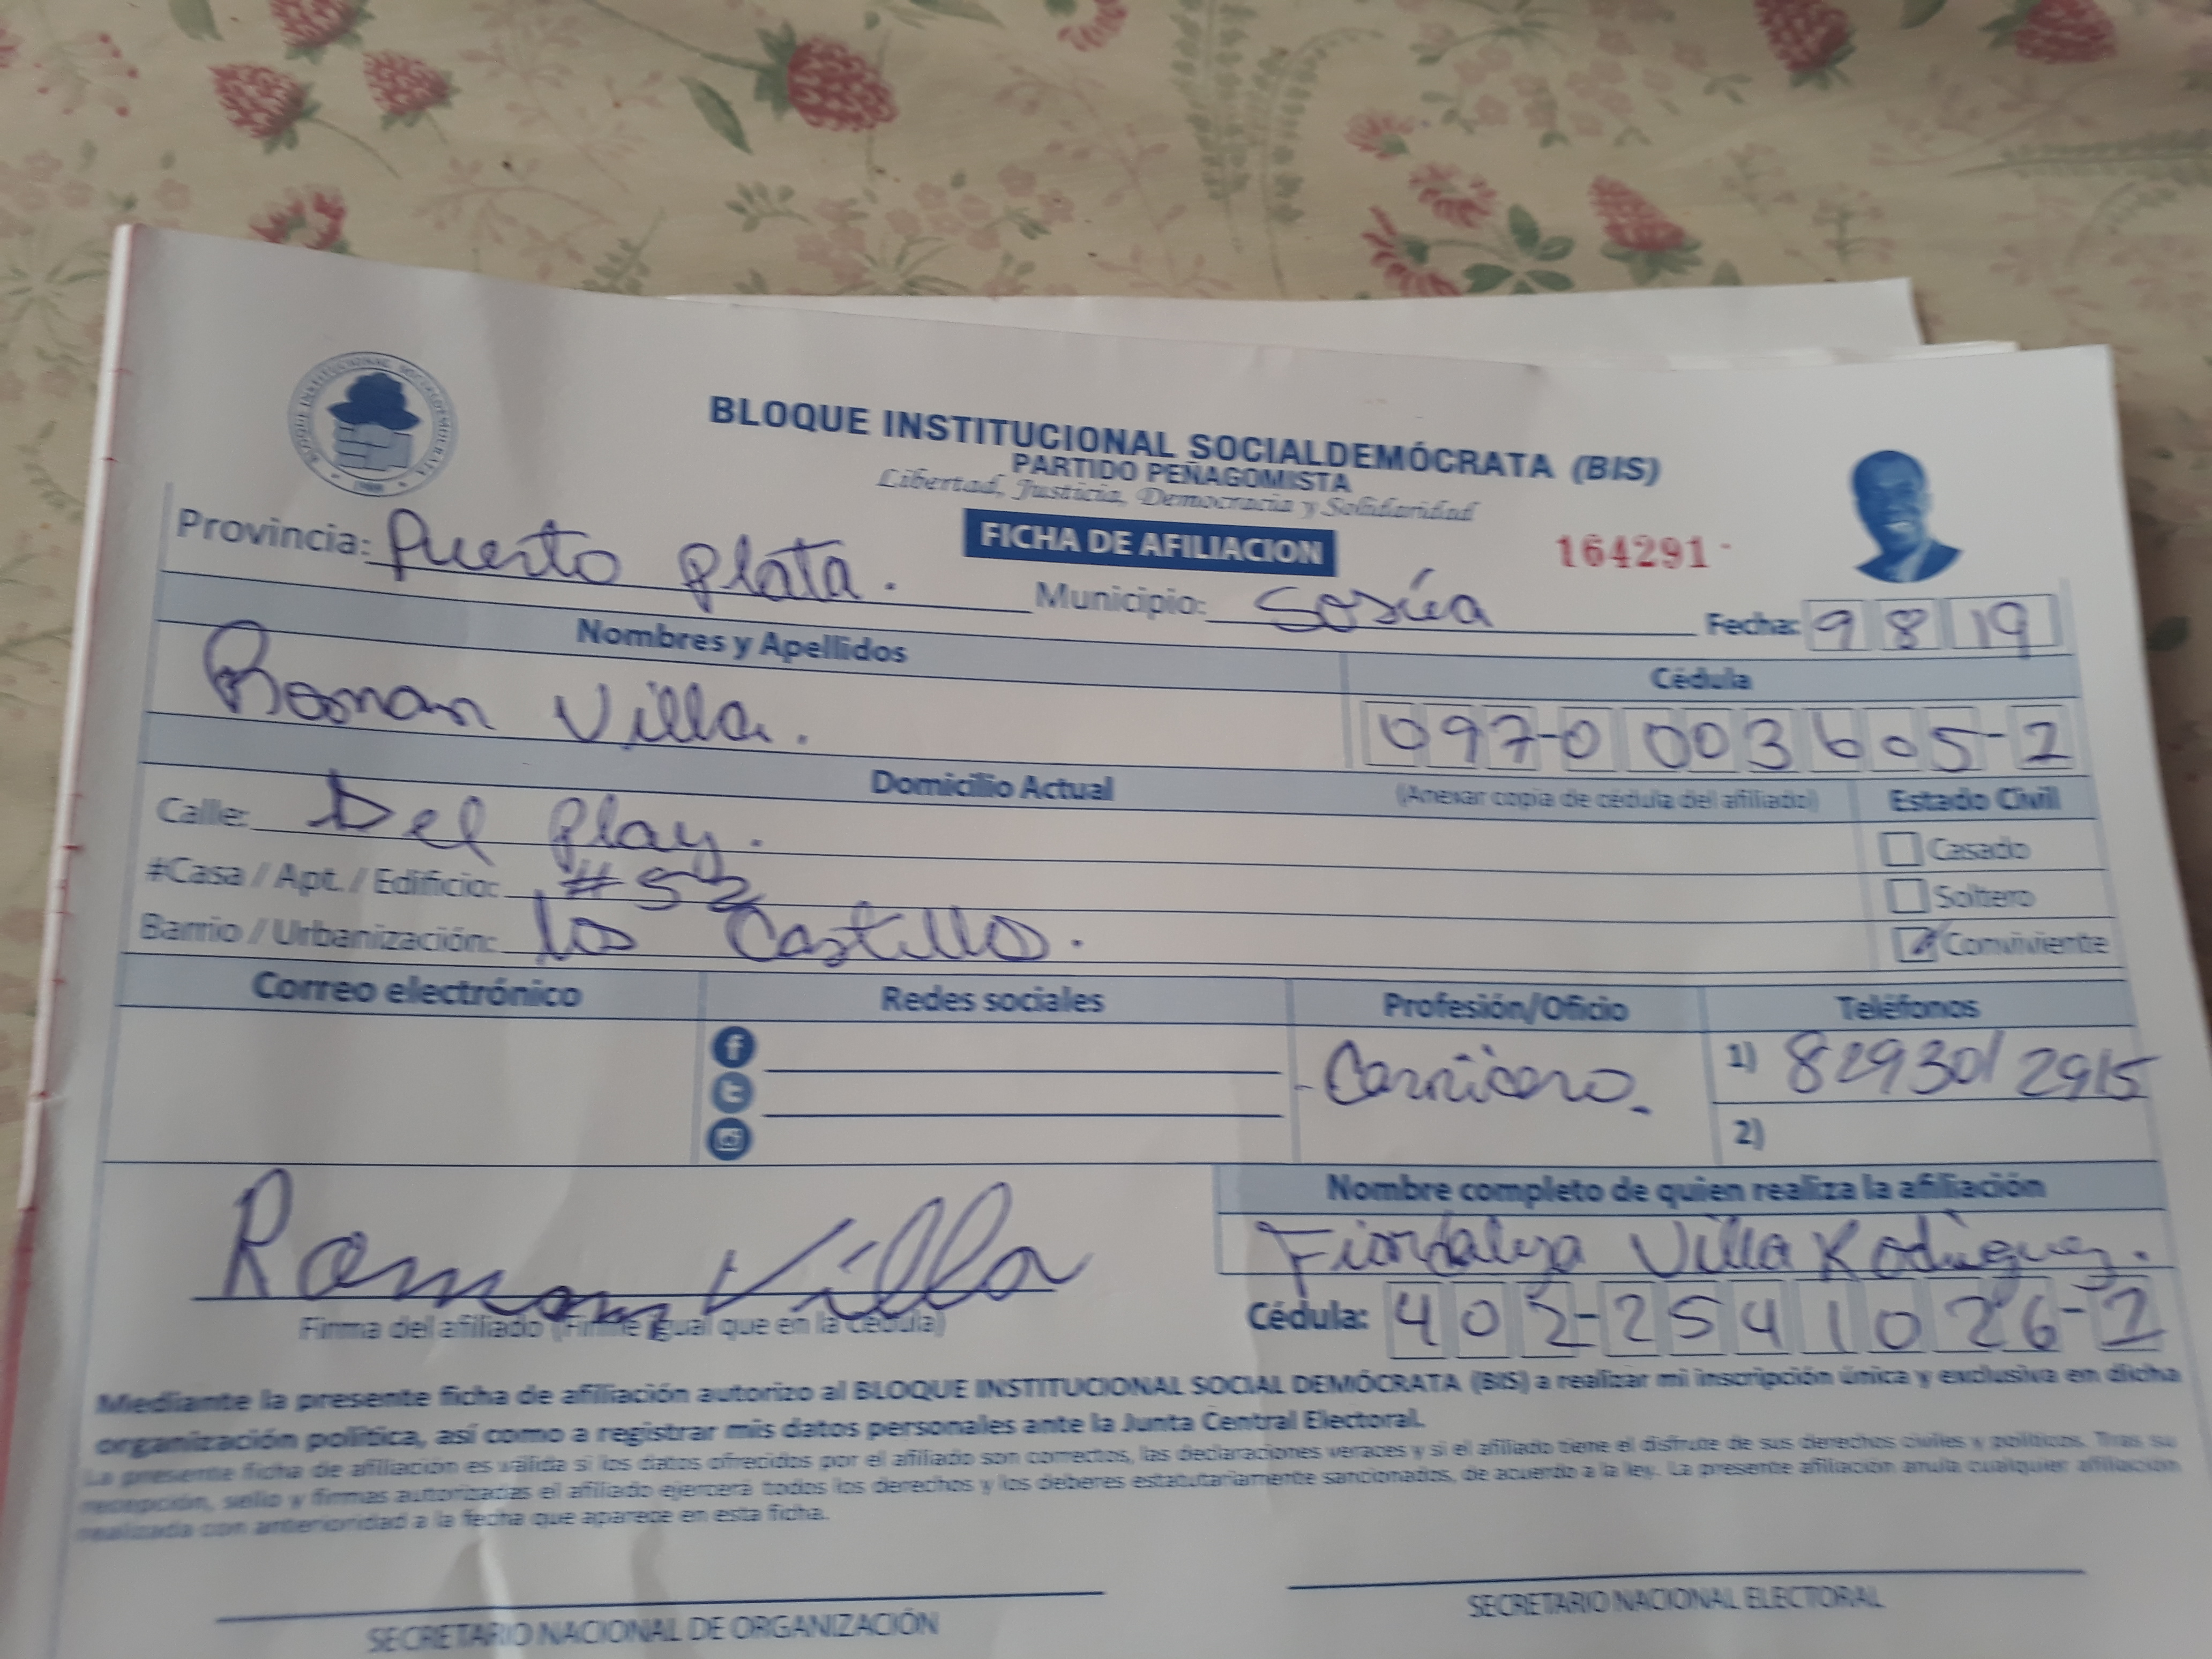 BLOQUE INSTITUCIONAL SOCIALDEMÓCRATA
BLOQUE INSTITUCIONAL SOCIALDEMÓCRATA (BIS)
PARTIDO PEÑAGOMISTA
Libertad, Justicia, Democracia y Solidaridad
FICHA DE AFILIACION
164291
Provincia: Puerto Plata. Municipio: Sosúa Fecha: 9 8 19
Nombres y Apellidos Cédula
Roman Villa. 097-0003605-2
Domicilio Actual (Anexar copia de cédula del afiliado) Estado Civil
Calle: Del Play. Casado
#Casa / Apt. / Edificio: #52 Soltero
Barrio / Urbanización: los Castillos. Conviviente
Correo electrónico Redes sociales Profesión/Oficio Teléfonos
Carnicero. 1) 8293012915
2)
Nombre completo de quien realiza la afiliación
Ramon Villa Fiordaliza Villa Rodriguez.
Firma del afiliado (Firme igual que en la Cédula) Cédula: 402-2541026-2
Mediante la presente ficha de afiliación autorizo al BLOQUE INSTITUCIONAL SOCIAL DEMÓCRATA (BIS) a realizar mi inscripción única y exclusiva en dicha
organización política, así como a registrar mis datos personales ante la Junta Central Electoral.
La presente ficha de afiliación es válida si los datos ofrecidos por el afiliado son correctos, las declaraciones veraces y si el afiliado tiene el disfrute de sus derechos civiles y políticos. Tras su
recepción, sello y firmas autorizadas el afiliado ejercerá todos los derechos y los deberes estatutariamente sancionados, de acuerdo a la ley. La presente afiliación anula cualquier afiliación
realizada con anterioridad a la fecha que aparece en esta ficha.
SECRETARIO NACIONAL DE ORGANIZACIÓN SECRETARIO NACIONAL ELECTORAL